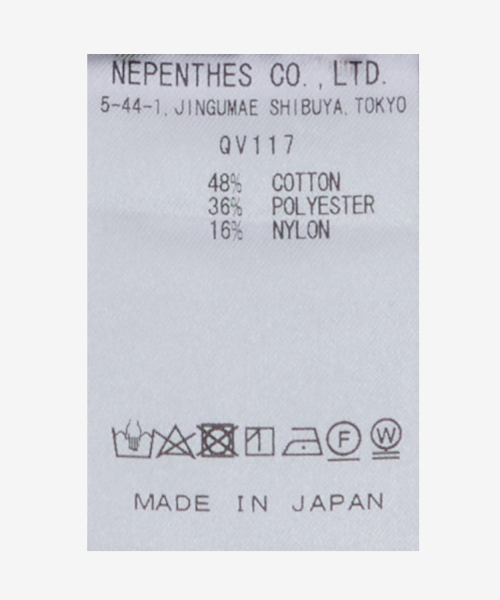 NEPENTHES CO., LTD.
5-44-1, JINGUMAE SHIBUYA, TOKYO
QV117
48% COTTON
36% POLYESTER
16% NYLON
F W
MADE IN JAPAN